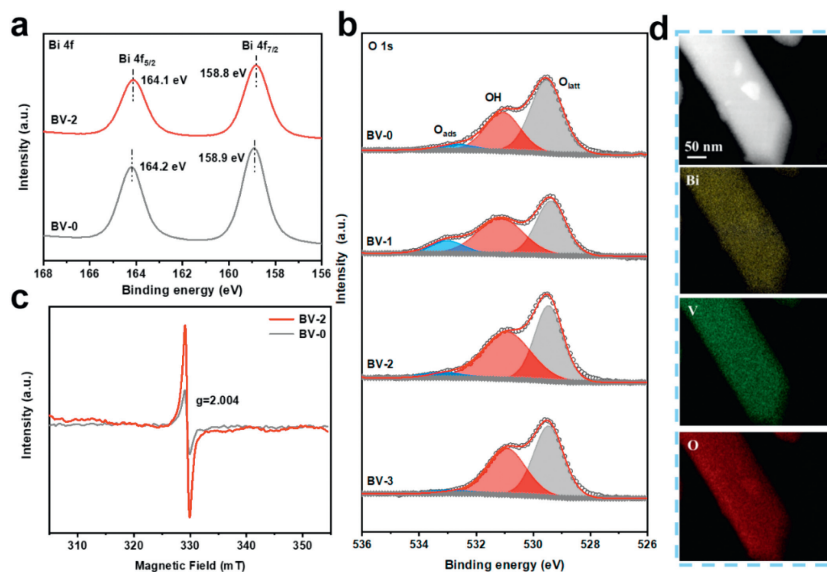 a
Bi 4f
Bi 4f5/2
Bi 4f7/2
164.1 eV
158.8 eV
BV-2
164.2 eV
158.9 eV
BV-0
Intensity (a.u.)
168 166 164 162 160 158 156
Binding energy (eV)
b
O 1s
Olatt
OH
Oads
BV-0
BV-1
BV-2
BV-3
Intensity (a.u.)
536 534 532 530 528 526
Binding energy (eV)
c
BV-2
BV-0
g=2.004
Intensity (a.u.)
310 320 330 340 350
Magnetic Field (mT)
d
50 nm
Bi
V
O